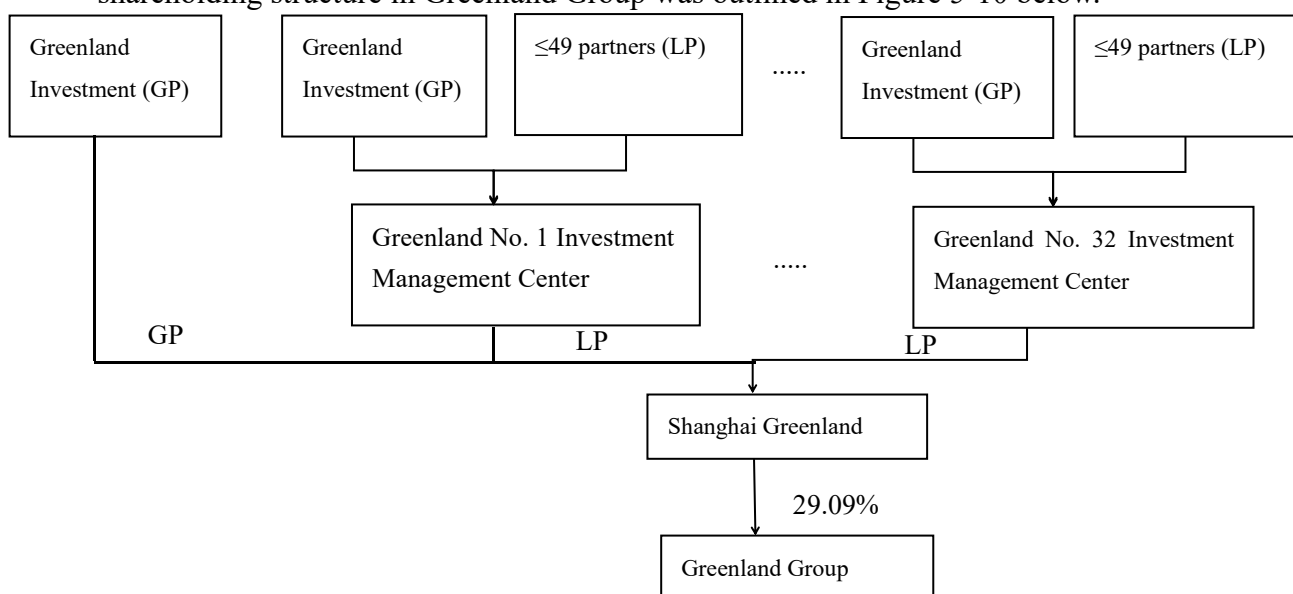 shareholding structure in Greenland Group was outlined in Figure 5-10 below.
Greenland
Investment (GP)
Greenland
Investment (GP)
≤49 partners (LP)
.....
Greenland
Investment (GP)
≤49 partners (LP)
Greenland No. 1 Investment
Management Center
.....
Greenland No. 32 Investment
Management Center
GP
LP
LP
Shanghai Greenland
29.09%
Greenland Group